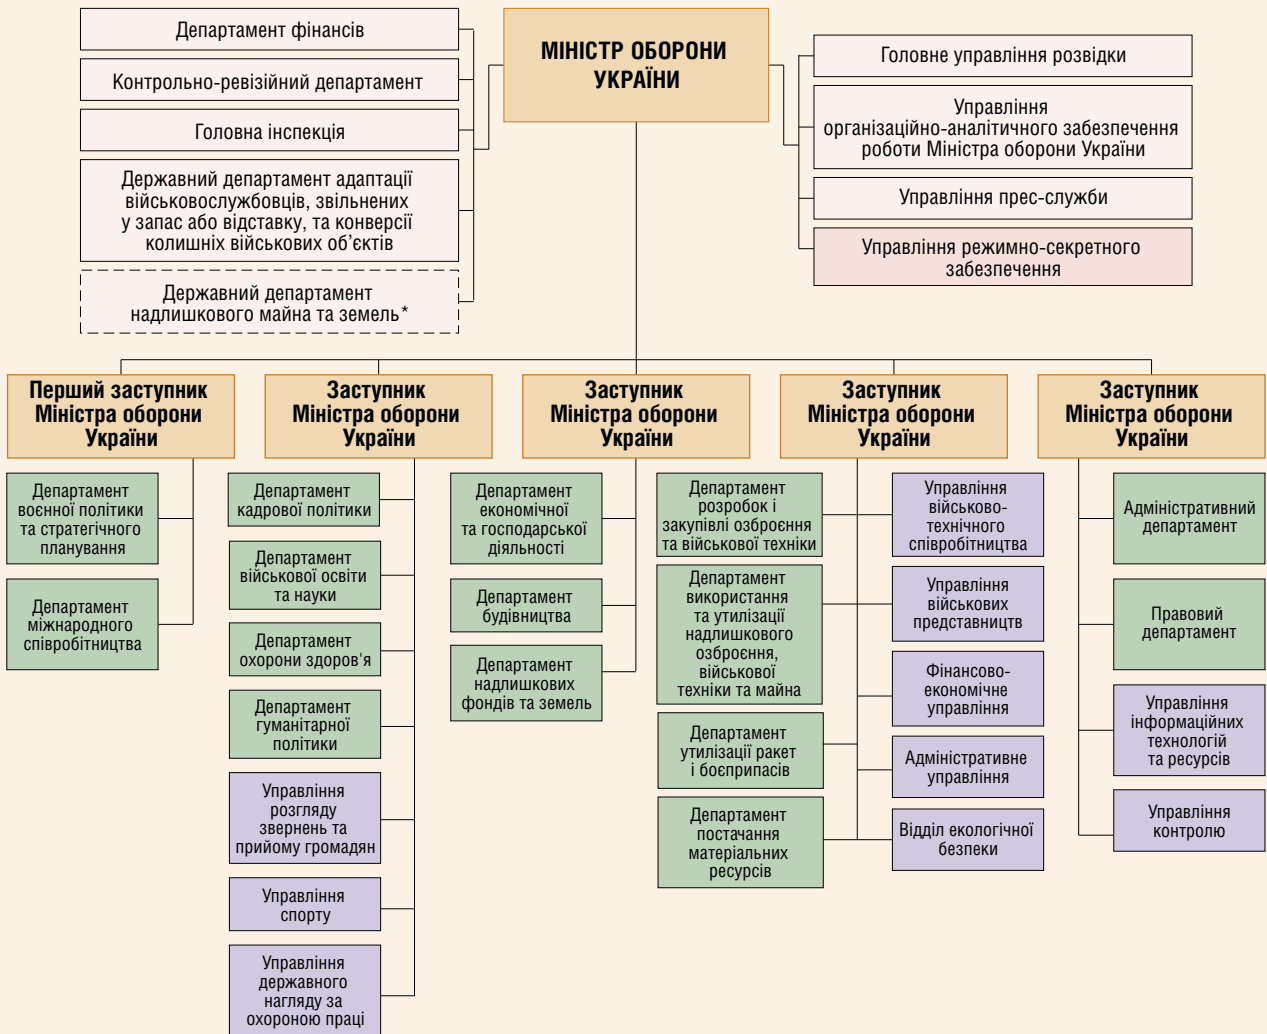 Департамент фінансів
Контрольно-ревізійний департамент
Головна інспекція
Державний департамент адаптації
військовослужбовців, звільнених
у запас або відставку, та конверсії
колишніх військових об’єктів
Державний департамент
надлишкового майна та земель*
МІНІСТР ОБОРОНИ
УКРАЇНИ
Головне управління розвідки
Управління
організаційно-аналітичного забезпечення
роботи Міністра оборони України
Управління прес-служби
Управління режимно-секретного
забезпечення
Перший заступник
Міністра оборони
України
Департамент
воєнної політики
та стратегічного
планування
Департамент
міжнародного
співробітництва
Заступник
Міністра оборони
України
Департамент
кадрової політики
Департамент
військової освіти
та науки
Департамент
охорони здоров'я
Департамент
гуманітарної
політики
Управління
розгляду
звернень та
прийому громадян
Управління
спорту
Управління
державного
нагляду за
охороною праці
Заступник
Міністра оборони
України
Департамент
економічної
та господарської
діяльності
Департамент
будівництва
Департамент
надлишкових
фондів та земель
Заступник
Міністра оборони
України
Департамент
розробок і
закупівлі озброєння
та військової техніки
Департамент
використання
та утилізації
надлишкового
озброєння,
військової
техніки та майна
Департамент
утилізації ракет
і боєприпасів
Департамент
постачання
матеріальних
ресурсів
Управління
військово-
технічного
співробітництва
Управління
військових
представництв
Фінансово-
економічне
управління
Адміністративне
управління
Відділ екологічної
безпеки
Заступник
Міністра оборони
України
Адміністративний
департамент
Правовий
департамент
Управління
інформаційних
технологій
та ресурсів
Управління
контролю